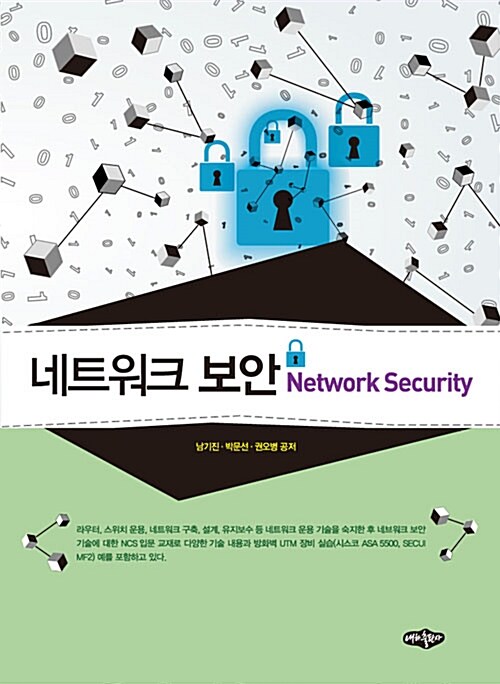 네트워크 보안 Network Security
남기진 · 박문선 · 권오병 공저
라우터, 스위치 운용, 네트워크 구축, 설계, 유지보수 등 네트워크 운용 기술을 숙지한 후 네브워크 보안
기술에 대한 NCS 입문 교재로 다양한 기술 내용과 방화벽 UTM 장비 실습(시스코 ASA 5500, SECUI
MF2) 예를 포함하고 있다.
내하출판사